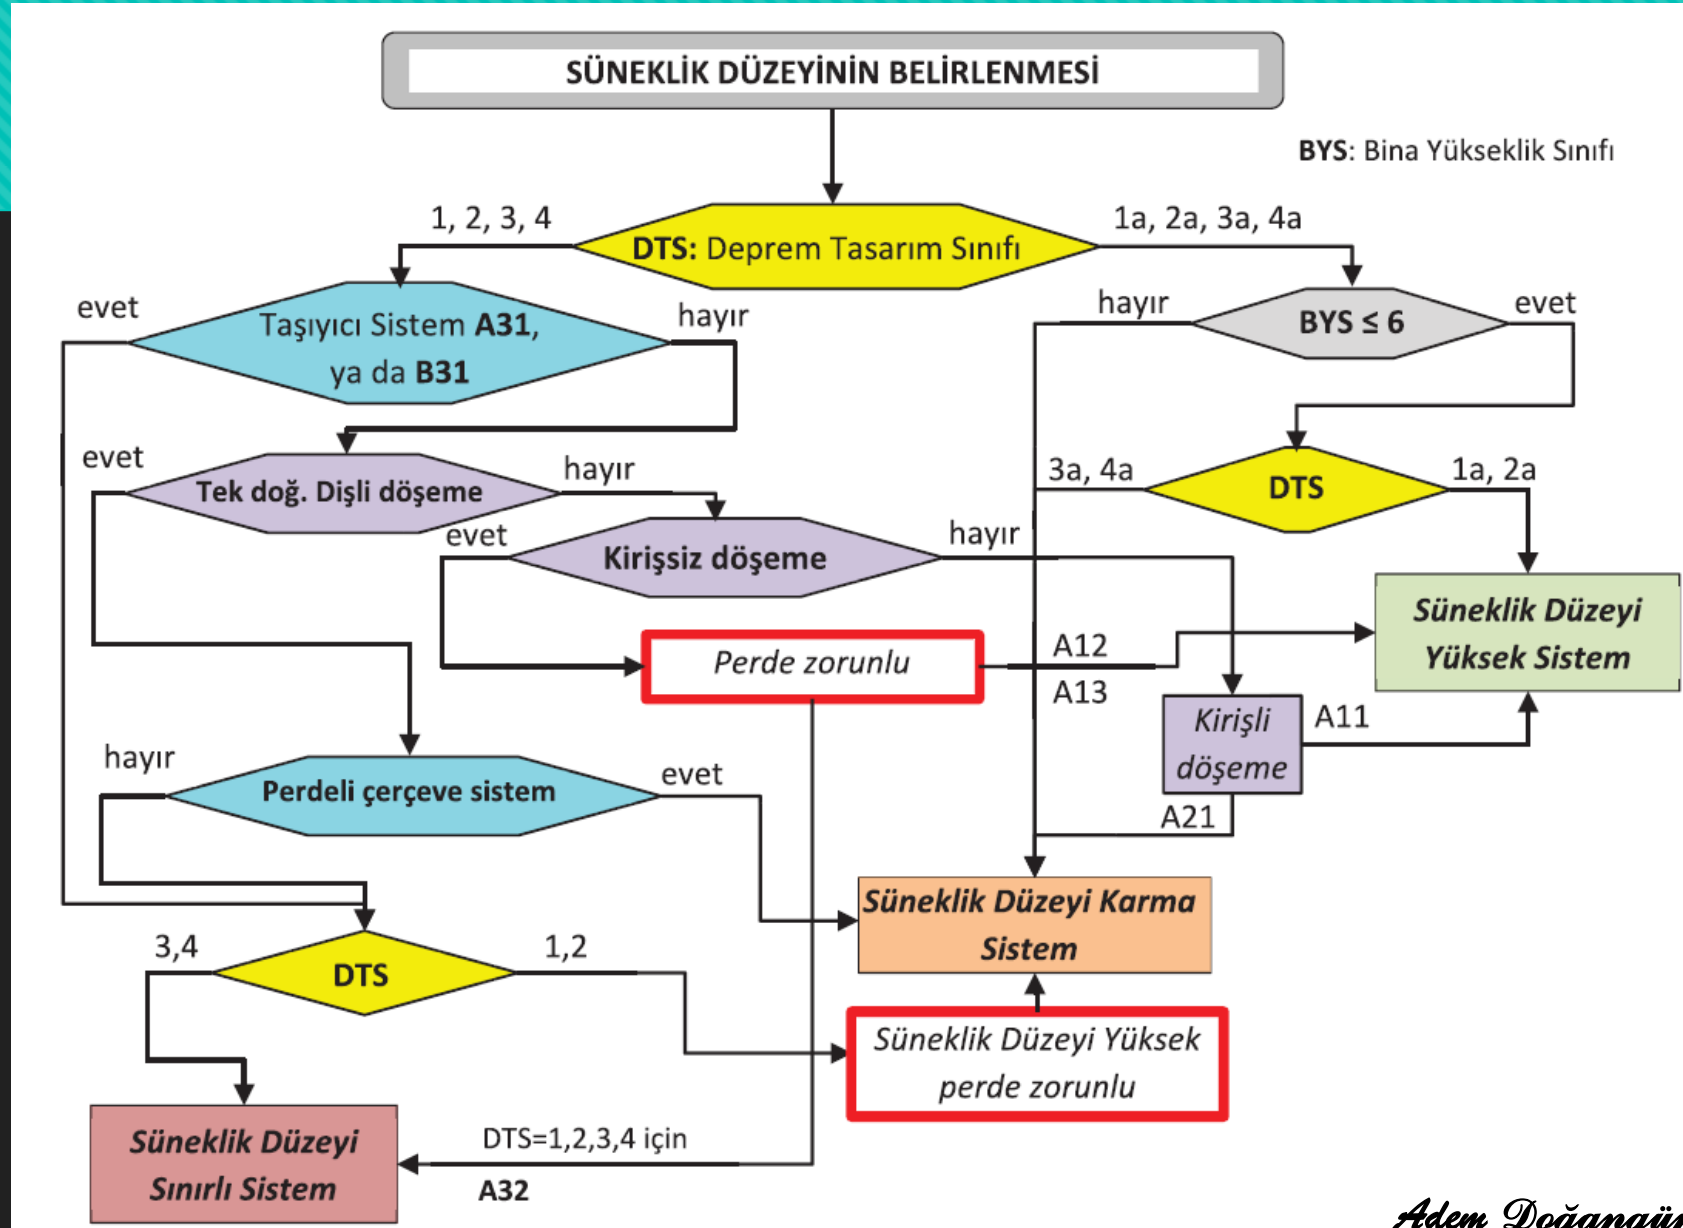 SÜNEKLİK DÜZEYİNİN BELİRLENMESİ
BYS: Bina Yükseklik Sınıfı
1, 2, 3, 4
DTS: Deprem Tasarım Sınıfı
1a, 2a, 3a, 4a
evet
Taşıyıcı Sistem A31,
ya da B31
hayır
hayır
BYS ≤ 6
evet
evet
Tek doğ. Dişli döşeme
hayır
3a, 4a
DTS
1a, 2a
evet
Kirişsiz döşeme
hayır
Süneklik Düzeyi
Yüksek Sistem
Perde zorunlu
A12
A13
Kirişli
döşeme
A11
A21
hayır
Perdeli çerçeve sistem
evet
Süneklik Düzeyi Karma
Sistem
3,4
DTS
1,2
Süneklik Düzeyi Yüksek
perde zorunlu
Süneklik Düzeyi
Sınırlı Sistem
DTS=1,2,3,4 için
A32
Adem Doğangün